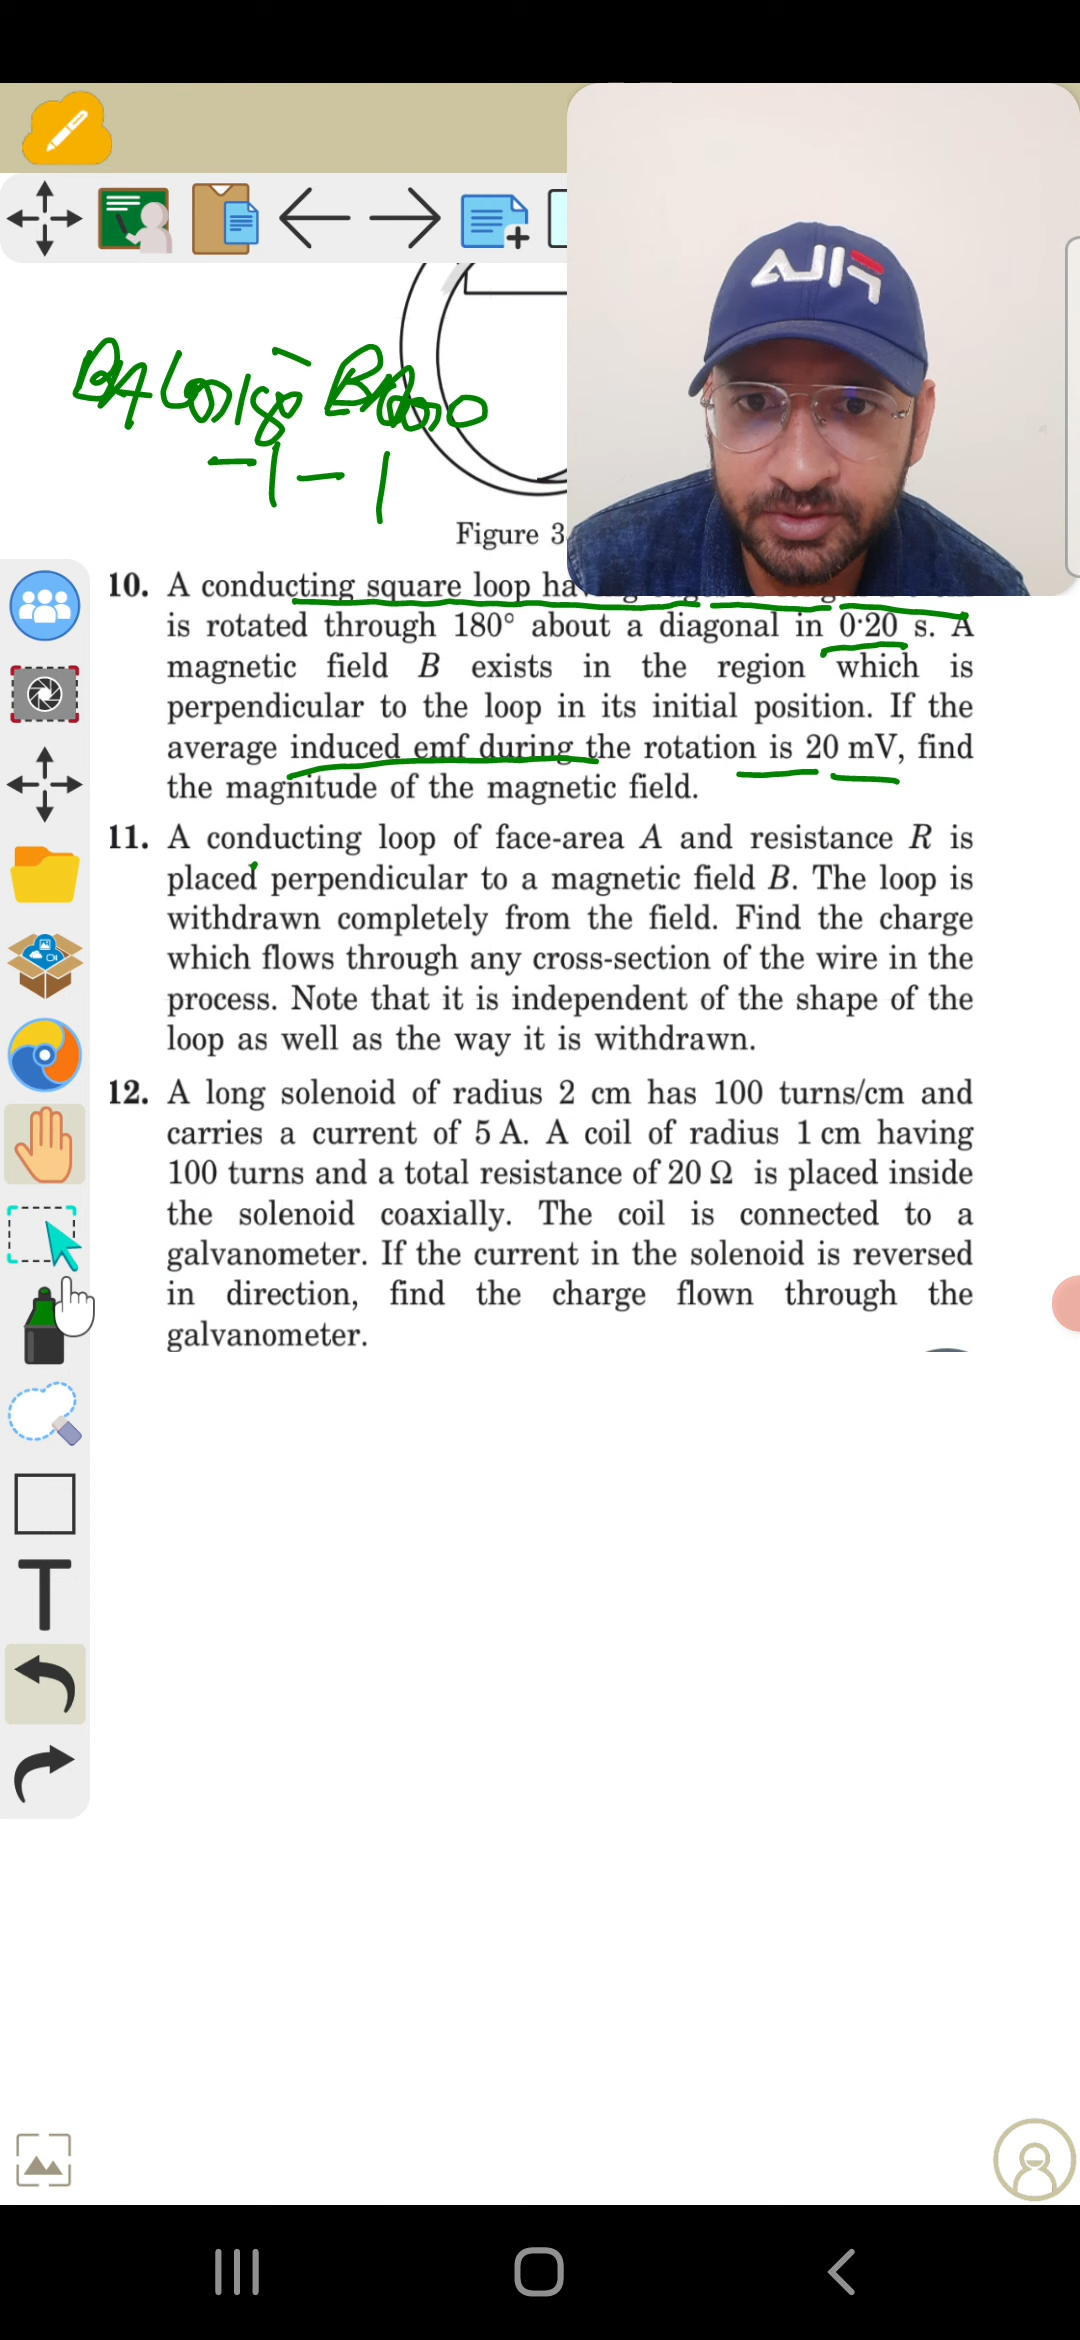 BA Cos180 - BA Cos0
-1 - 1
Figure 3
10. A conducting square loop ha
is rotated through 180° about a diagonal in 0·20 s. A
magnetic field B exists in the region which is
perpendicular to the loop in its initial position. If the
average induced emf during the rotation is 20 mV, find
the magnitude of the magnetic field.
11. A conducting loop of face-area A and resistance R is
placed perpendicular to a magnetic field B. The loop is
withdrawn completely from the field. Find the charge
which flows through any cross-section of the wire in the
process. Note that it is independent of the shape of the
loop as well as the way it is withdrawn.
12. A long solenoid of radius 2 cm has 100 turns/cm and
carries a current of 5 A. A coil of radius 1 cm having
100 turns and a total resistance of 20 Ω is placed inside
the solenoid coaxially. The coil is connected to a
galvanometer. If the current in the solenoid is reversed
in direction, find the charge flown through the
galvanometer.
T